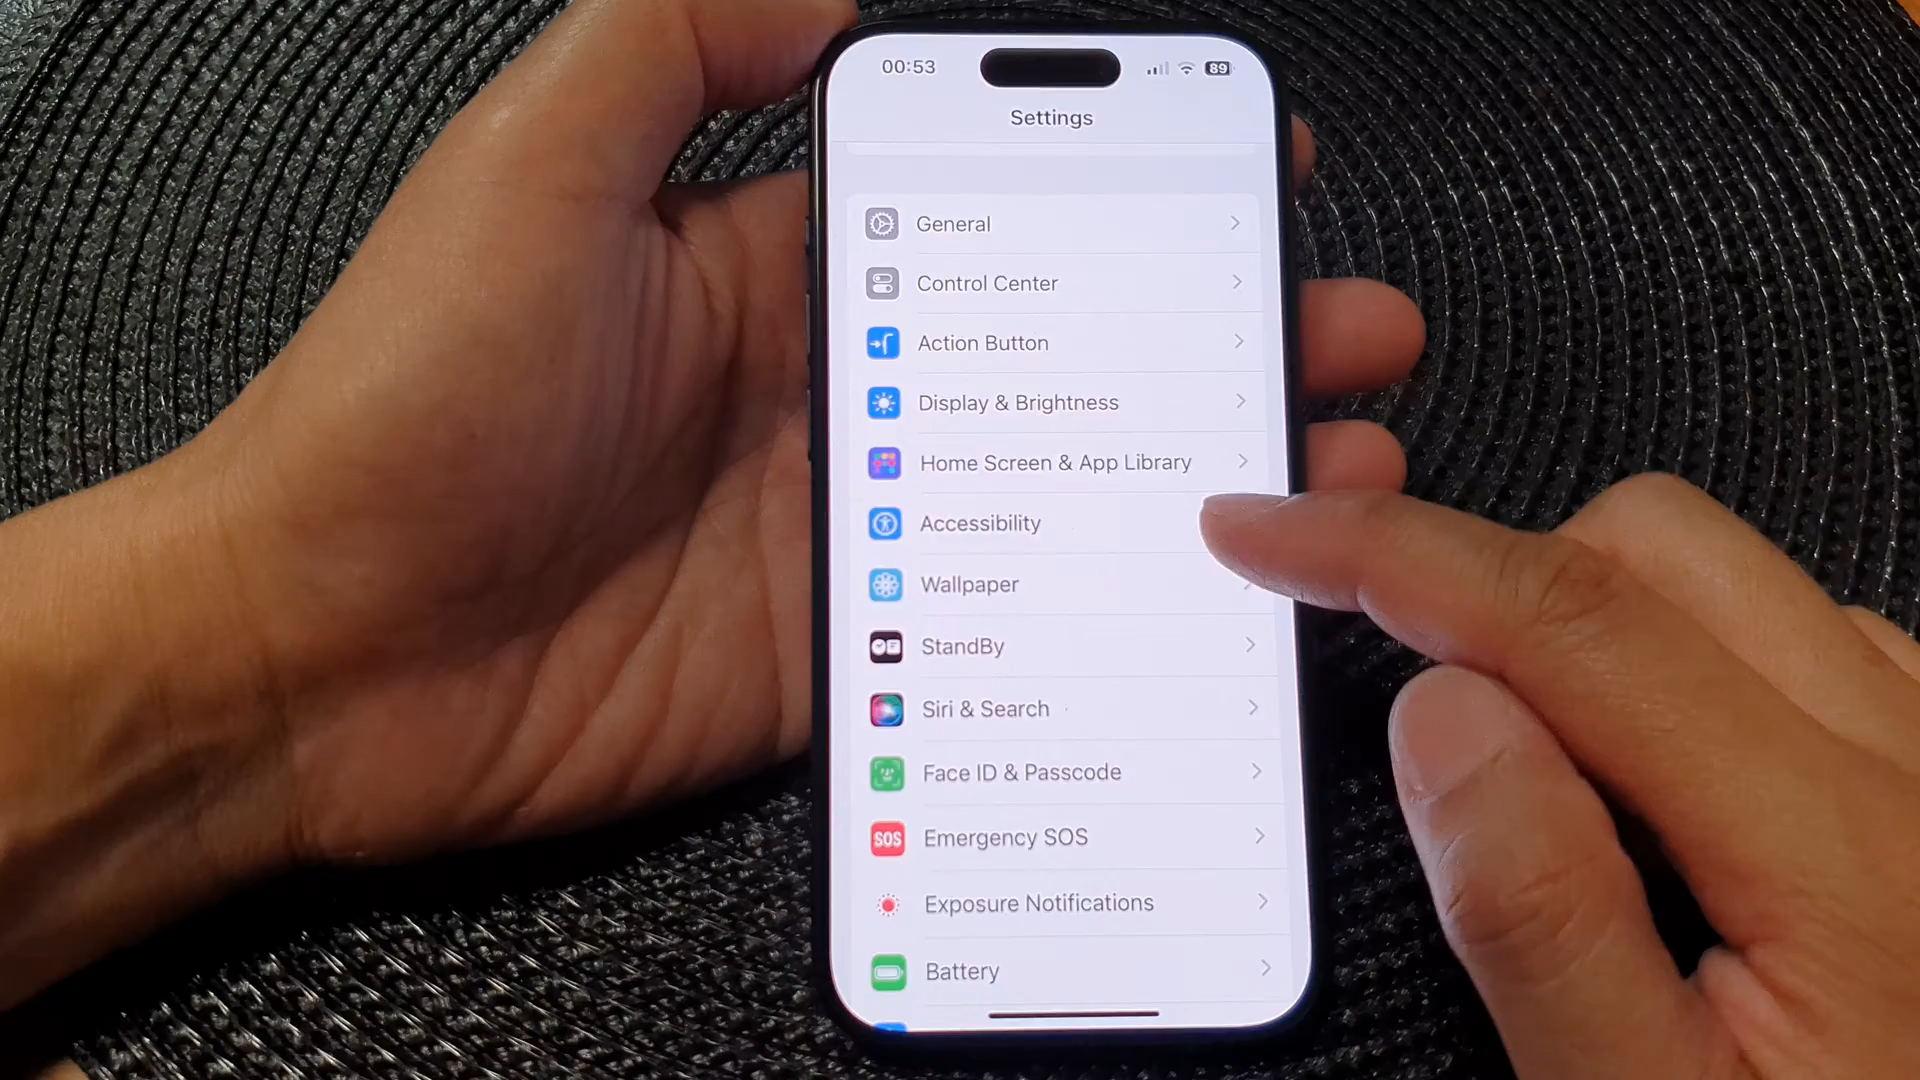 00:53
89
Settings
General
Control Center
Action Button
Display & Brightness
Home Screen & App Library
Accessibility
Wallpaper
StandBy
Siri & Search
Face ID & Passcode
SOS Emergency SOS
Exposure Notifications
Battery